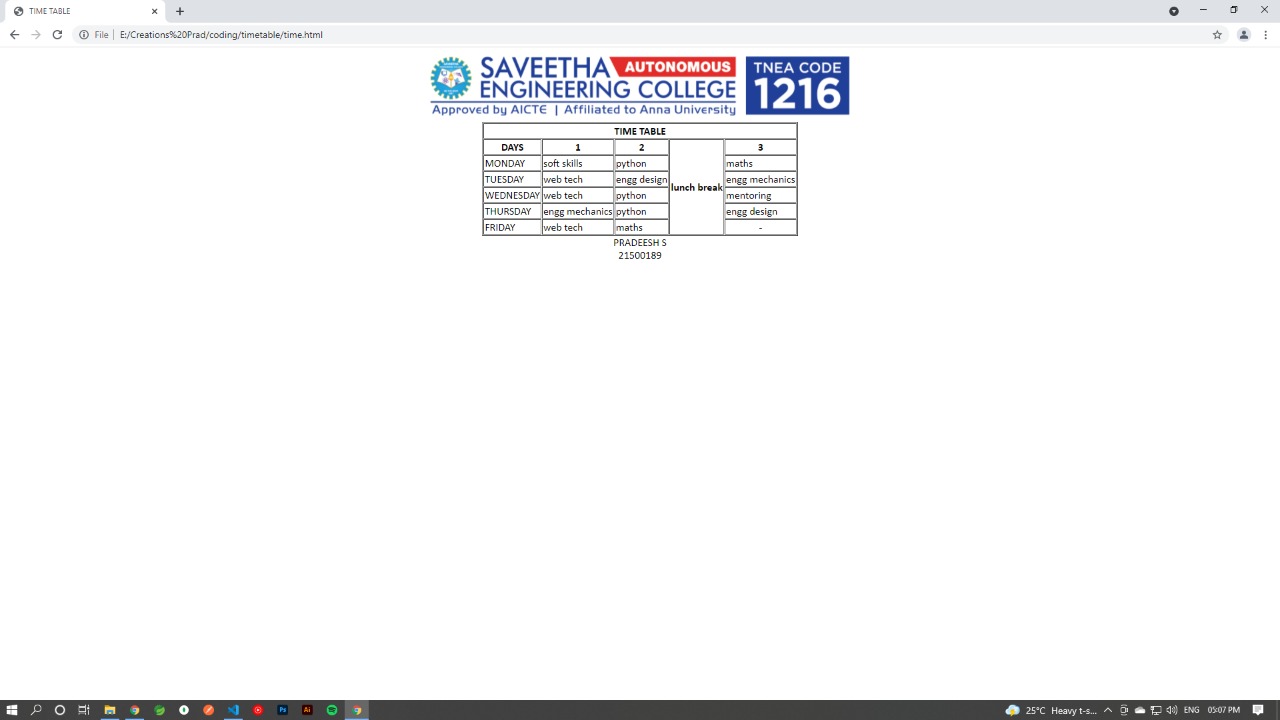 TIME TABLE
File | E:/Creations%20Prad/coding/timetable/time.html
SAVEETHA AUTONOMOUS
ENGINEERING COLLEGE
Approved by AICTE | Affiliated to Anna University
TNEA CODE
1216
TIME TABLE
DAYS 1 2 lunch break 3
MONDAY soft skills python maths
TUESDAY web tech engg design engg mechanics
WEDNESDAY web tech python mentoring
THURSDAY engg mechanics python engg design
FRIDAY web tech maths -
PRADEESH S
21500189
25°C Heavy t-s... ENG 05:07 PM